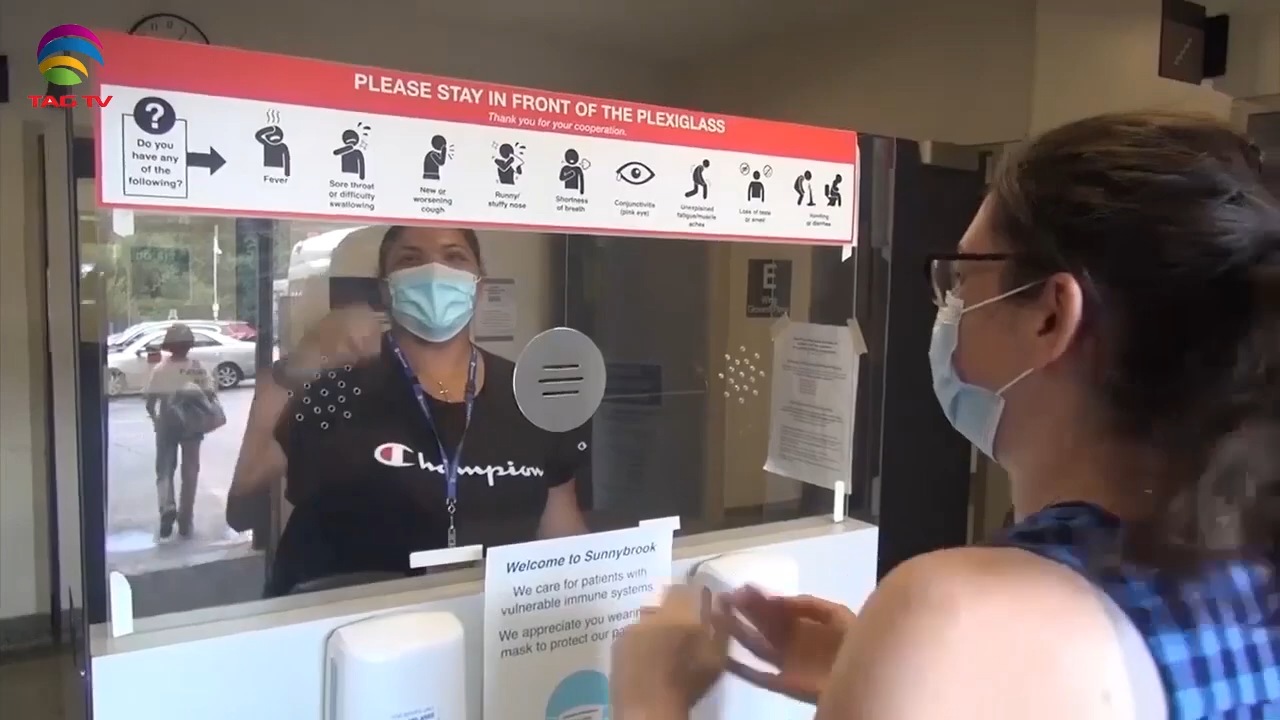 TAG TV
PLEASE STAY IN FRONT OF THE PLEXIGLASS
Thank you for your cooperation.
?
Do you
have any
of the
following?
Fever
Sore throat
or difficulty
swallowing
New or
worsening
cough
Runny/
stuffy nose
Shortness
of breath
Conjunctivitis
(pink eye)
Unexplained
fatigue/muscle
aches
Loss of taste
or smell
Vomiting
or diarrhea
E
Wing
Champion
Welcome to Sunnybrook
We care for patients with
vulnerable immune systems
We appreciate you wearing
mask to protect our